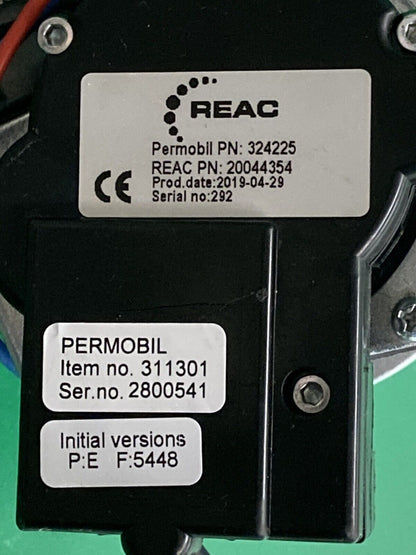 REAC
Permobil PN: 324225
REAC PN: 20044354
Prod.date:2019-04-29
Serial no:292
CE
PERMOBIL
Item no. 311301
Ser.no. 2800541
Initial versions
P:E F:5448